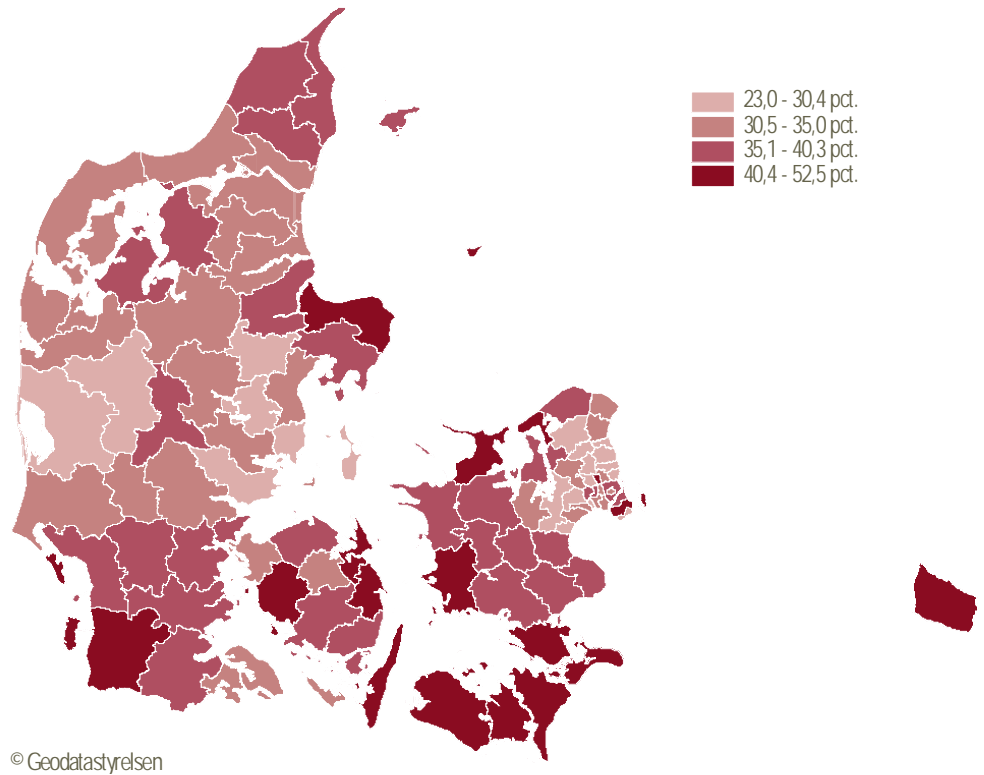 23,0 - 30,4 pct.
30,5 - 35,0 pct.
35,1 - 40,3 pct.
40,4 - 52,5 pct.
© Geodatastyrelsen